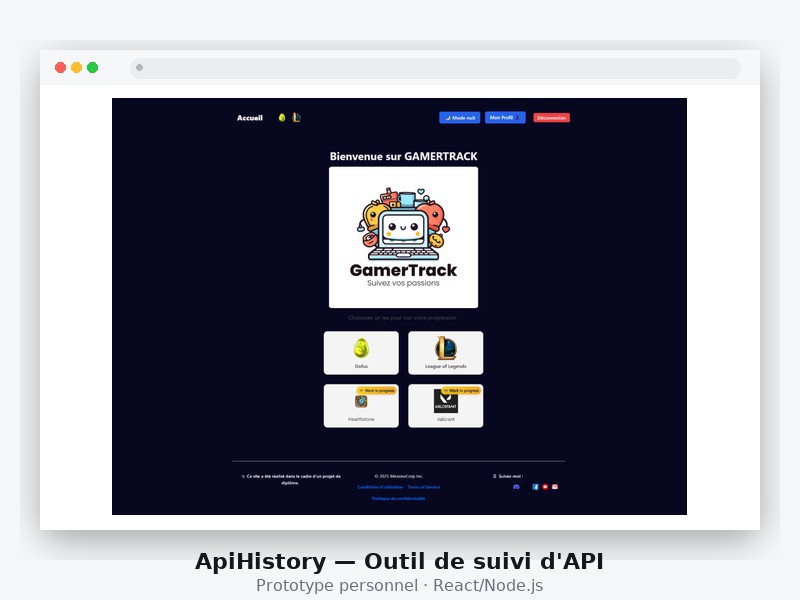 Accueil
Mode nuit
Mon Profil
Déconnexion
Bienvenue sur GAMERTRACK
GamerTrack
Suivez vos passions
Choisissez un jeu pour voir votre progression :
Dofus
League of Legends
Work in progress
Work in progress
VALORANT
Hearthstone
Valorant
Ce site a été réalisé dans le cadre d'un projet de
diplôme.
© 2025 MessineCorp Inc.
Conditions d'utilisation Terms of Service
Politique de confidentialité
Suivez-moi :
ApiHistory — Outil de suivi d'API
Prototype personnel · React/Node.js